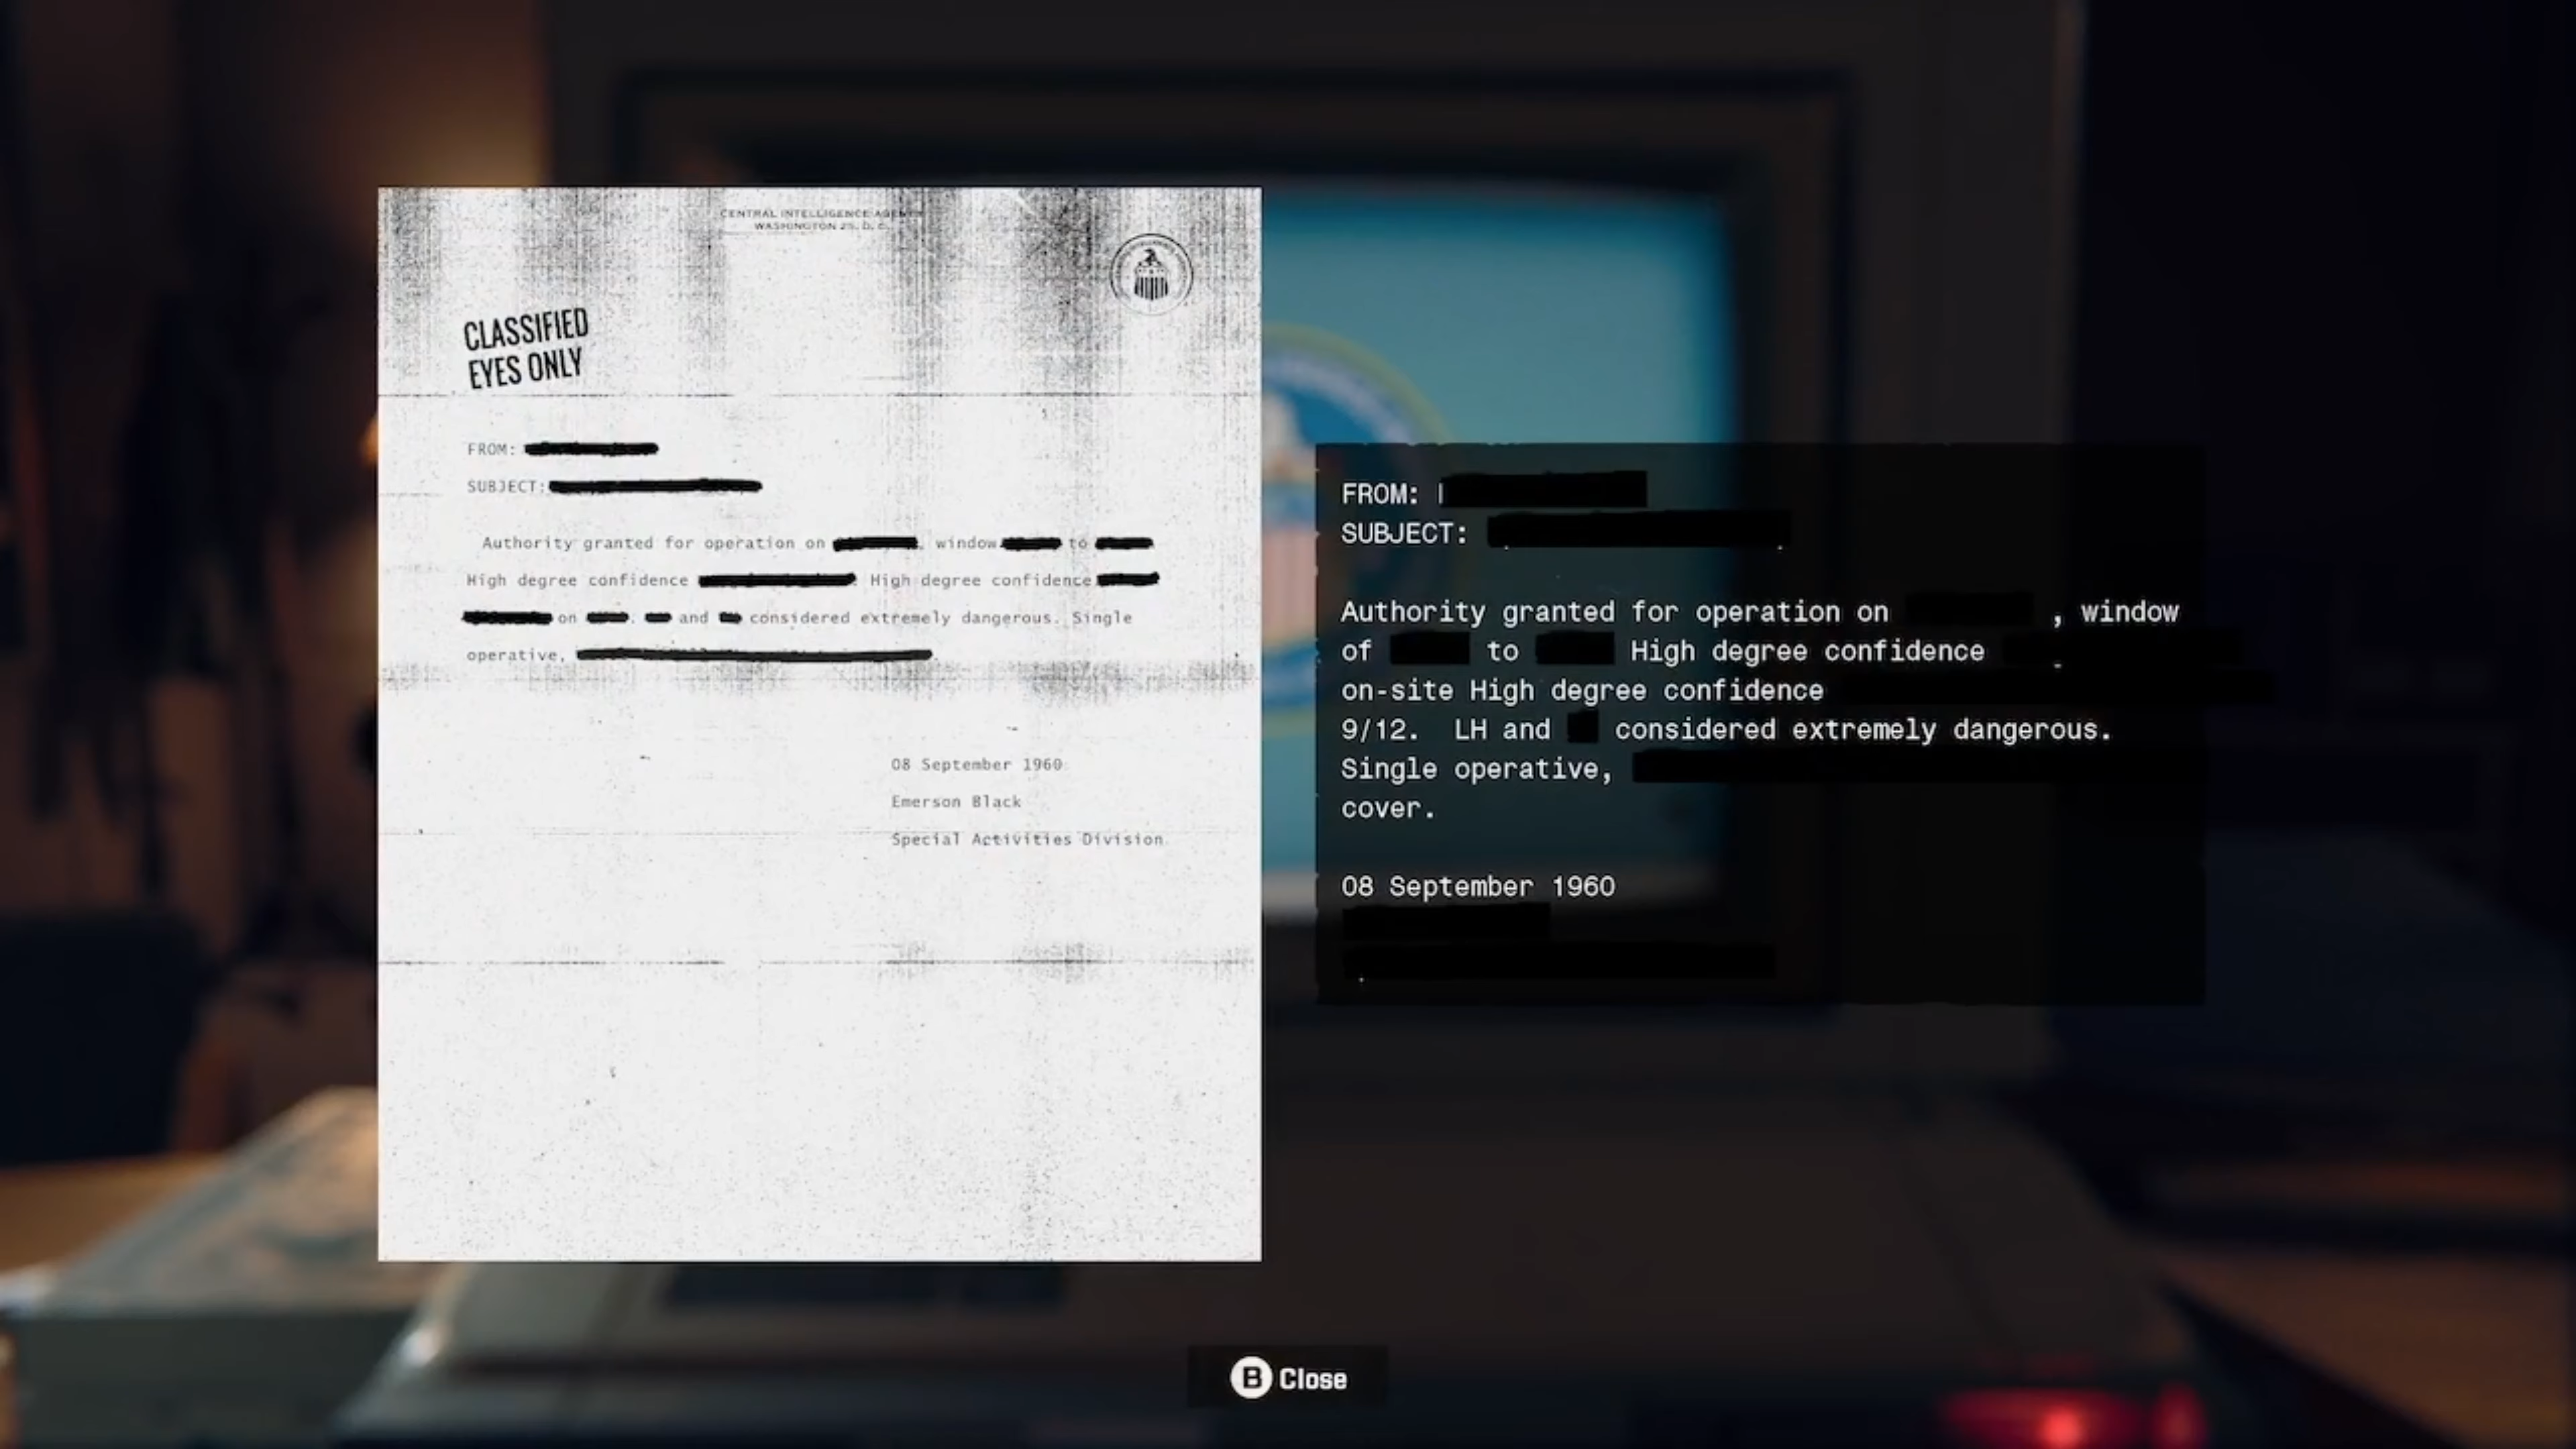 CENTRAL INTELLIGENCE AGENCY
WASHINGTON 25, D. C.
CLASSIFIED
EYES ONLY
FROM:
SUBJECT:
Authority granted for operation on , window to
High degree confidence . High degree confidence
on . and considered extremely dangerous. Single
operative,
08 September 1960
Emerson Black
Special Activities Division
FROM:
SUBJECT:
Authority granted for operation on , window
of to High degree confidence
on-site High degree confidence
9/12. LH and considered extremely dangerous.
Single operative,
cover.
08 September 1960
B Close